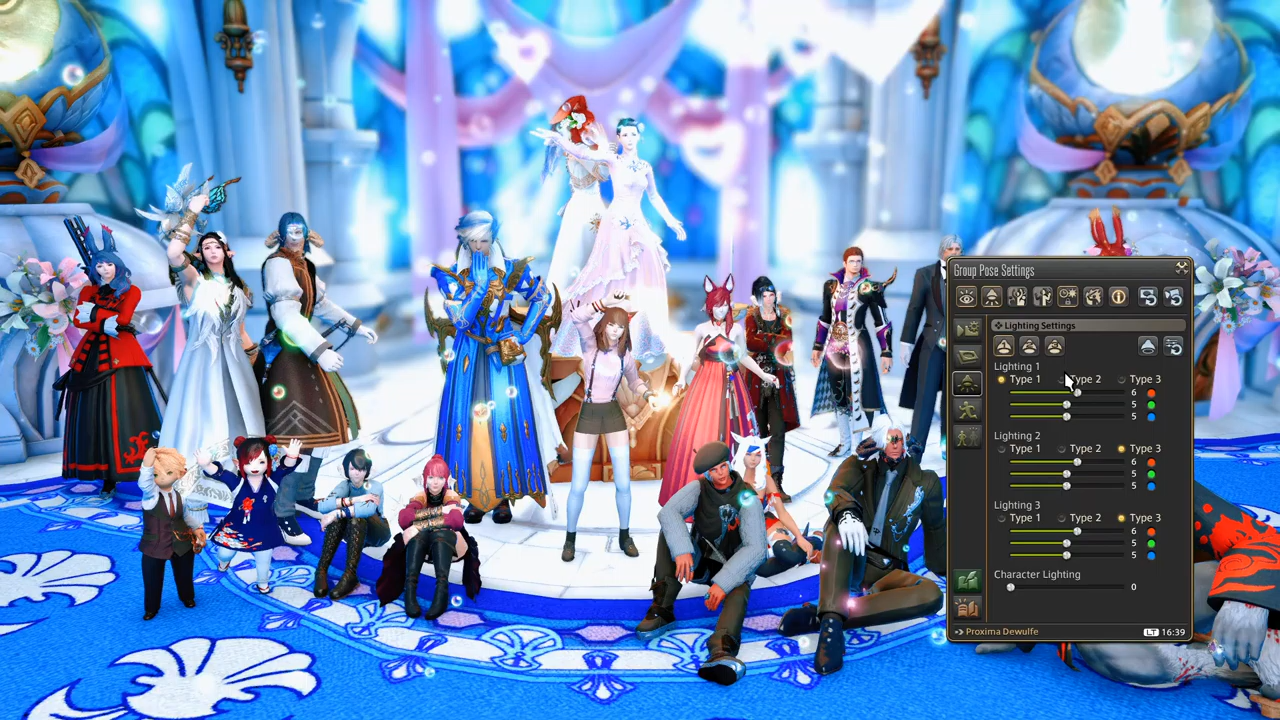 Group Pose Settings
Lighting Settings
Lighting 1
Type 1 Type 2 Type 3
6
5
5
Lighting 2
Type 1 Type 2 Type 3
6
5
5
Lighting 3
Type 1 Type 2 Type 3
6
5
5
Character Lighting
0
Proxima Dewulfe LT 16:39